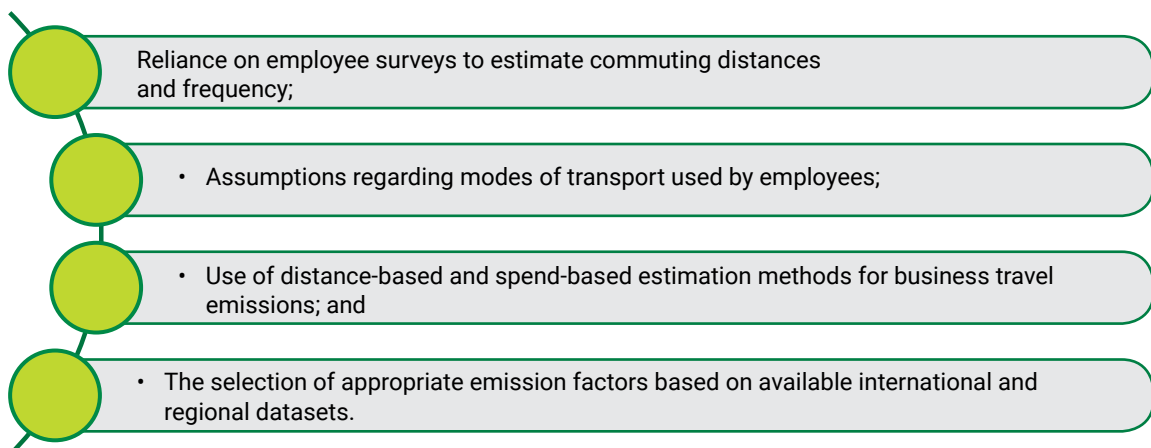 Reliance on employee surveys to estimate commuting distances
and frequency;
• Assumptions regarding modes of transport used by employees;
• Use of distance-based and spend-based estimation methods for business travel
emissions; and
• The selection of appropriate emission factors based on available international and
regional datasets.